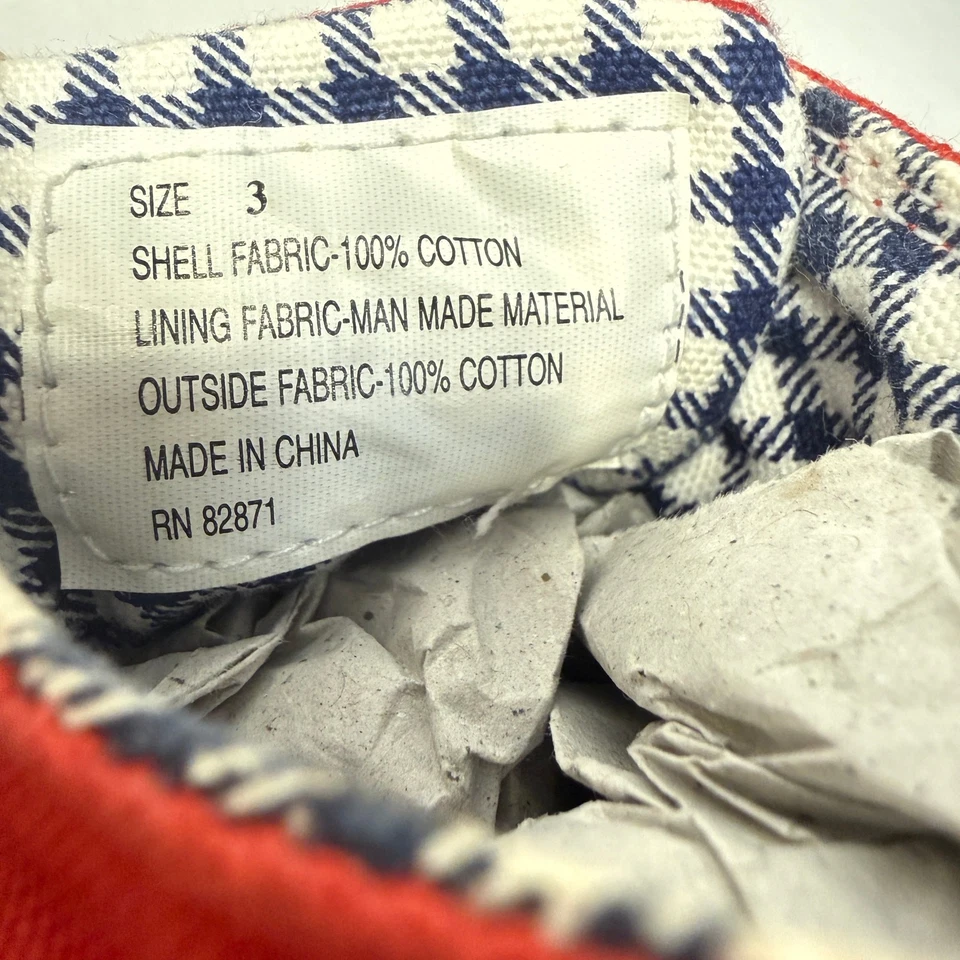 SIZE 3
SHELL FABRIC-100% COTTON
LINING FABRIC-MAN MADE MATERIAL
OUTSIDE FABRIC-100% COTTON
MADE IN CHINA
RN 82871